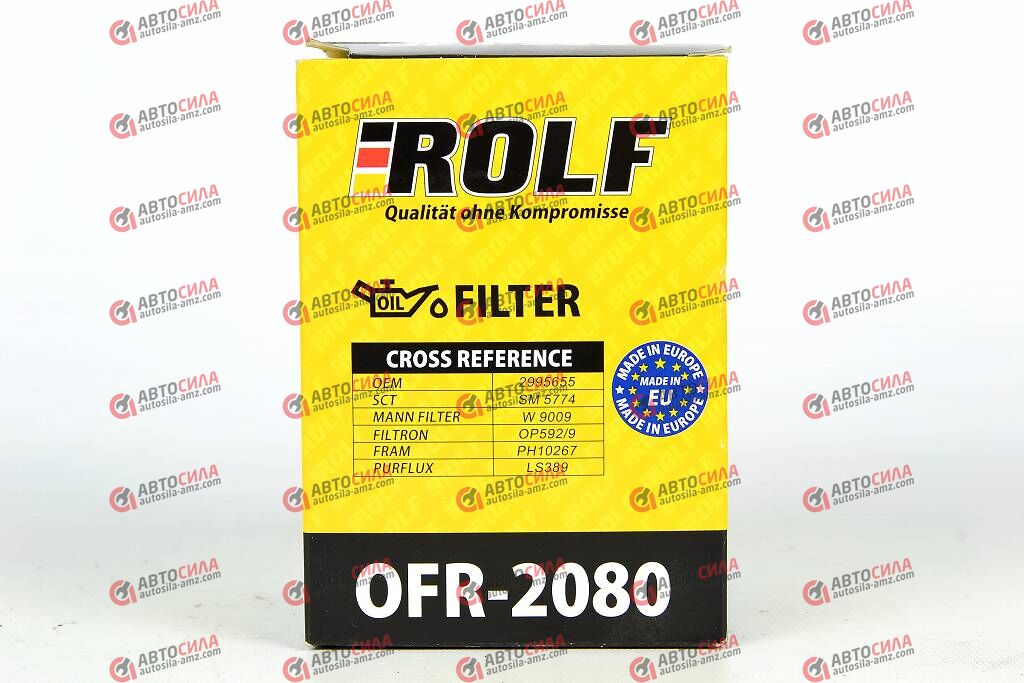 ROLF
Qualität ohne Kompromisse
OIL FILTER
CROSS REFERENCE
OEM 2995655
SCT SM 5774
MANN FILTER W 9009
FILTRON OP592/9
FRAM PH10267
PURFLUX LS389
MADE IN EUROPE
MADE IN
EU
MADE IN EUROPE
OFR-2080
АВТОСИЛА
autosila-amz.com